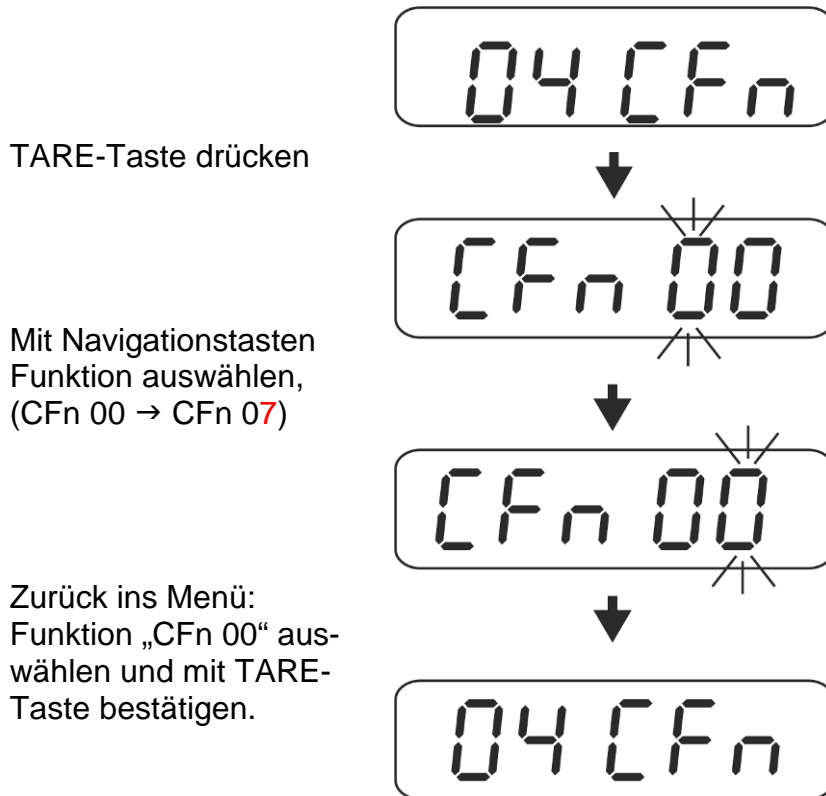 04 CFn
TARE-Taste drücken
CFn 00
Mit Navigationstasten
Funktion auswählen,
(CFn 00 → CFn 07)
CFn 00
Zurück ins Menü:
Funktion „CFn 00“ aus-
wählen und mit TARE-
Taste bestätigen.
04 CFn